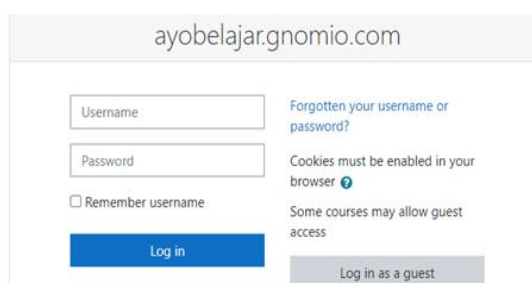 ayobelajar.gnomio.com
Username
Password
Remember username
Log in
Forgotten your username or
password?
Cookies must be enabled in your
browser ?
Some courses may allow guest
access
Log in as a guest